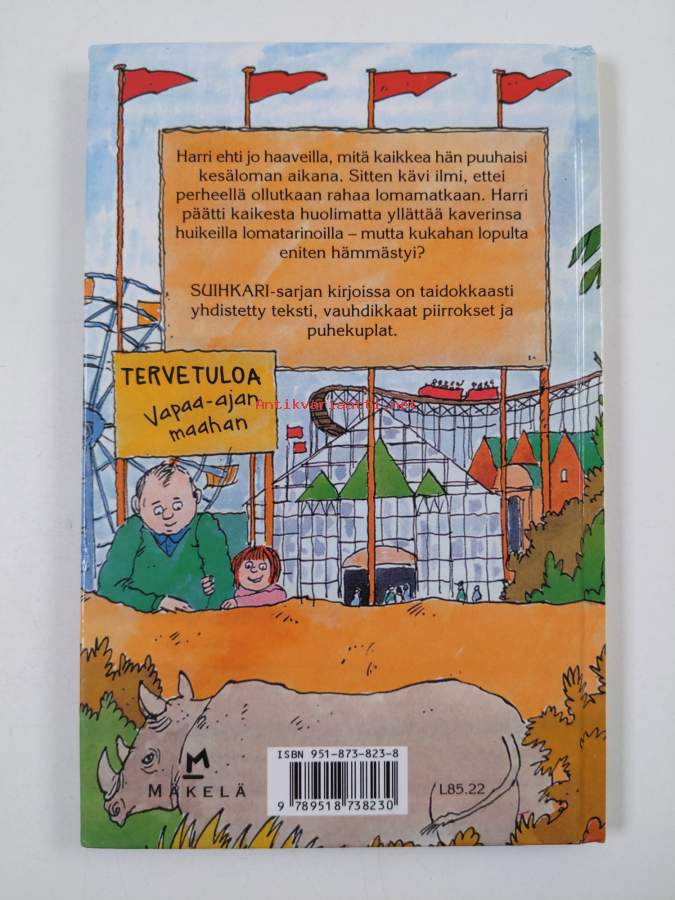 Harri ehti jo haaveilla, mitä kaikkea hän puuhaisi
kesäloman aikana. Sitten kävi ilmi, ettei
perheellä ollutkaan rahaa lomamatkaan. Harri
päätti kaikesta huolimatta yllättää kaverinsa
huikeilla lomatarinoilla – mutta kukahan lopulta
eniten hämmästyi?
SUIHKARI-sarjan kirjoissa on taidokkaasti
yhdistetty teksti, vauhdikkaat piirrokset ja
puhekuplat.
TERVETULOA
Vapaa-ajan
maahan
Antikvariaatti.net
ISBN 951-873-823-8
M
MÄKELÄ
9 789518 738230
L85.22